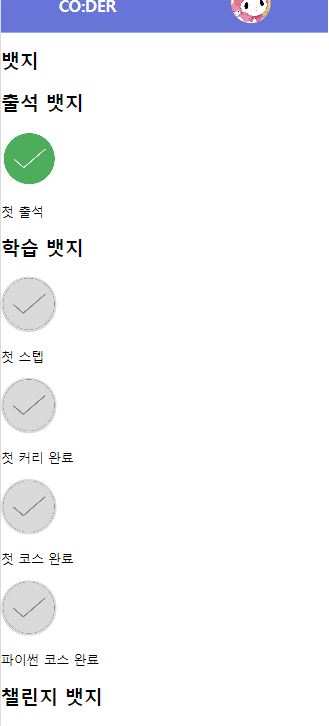 CO:DER
뱃지
출석 뱃지
첫 출석
학습 뱃지
첫 스텝
첫 커리 완료
첫 코스 완료
파이썬 코스 완료
챌린지 뱃지